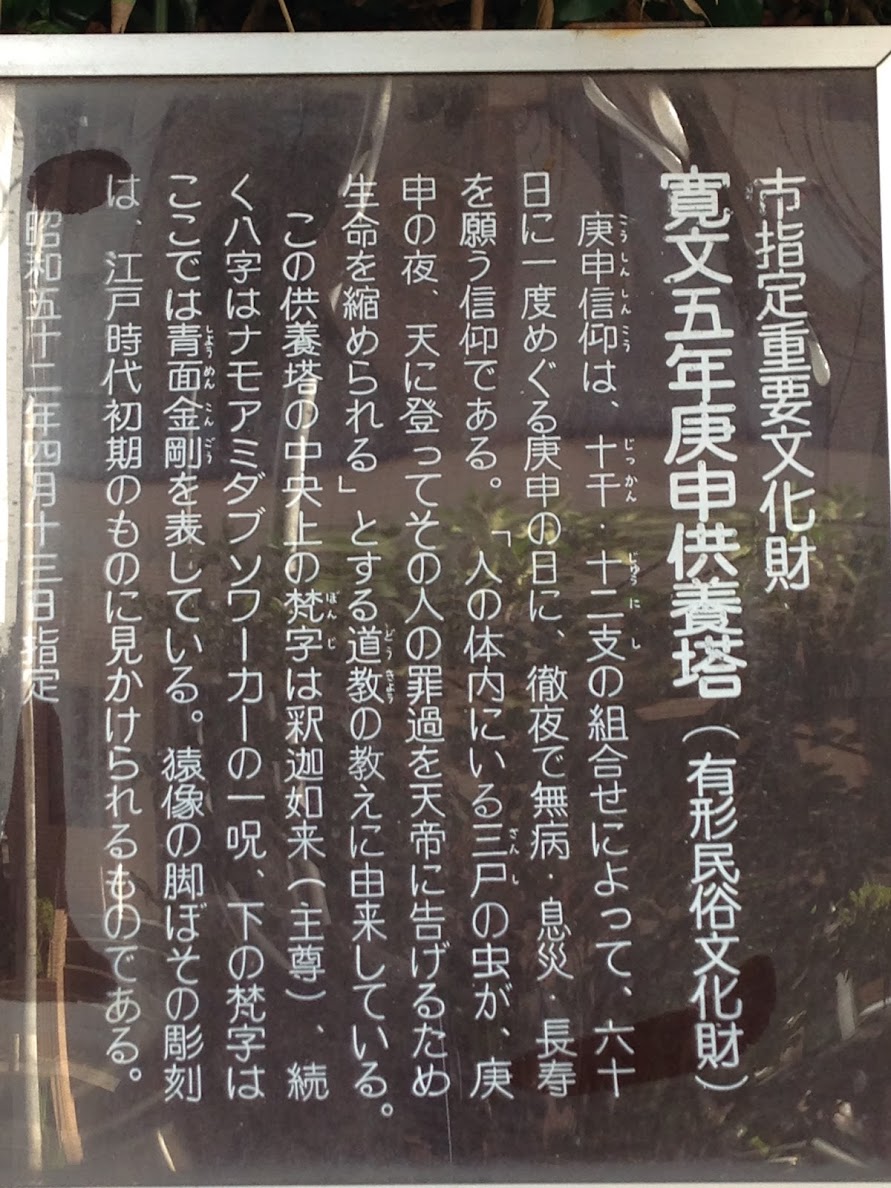 市指定重要文化財
寛文五年庚申供養塔（有形民俗文化財）
庚申信仰は、十干・十二支の組合せによって、六十
日に一度めぐる庚申の日に、徹夜で無病・息災・長寿
を願う信仰である。「人の体内にいる三戸の虫が、庚
申の夜、天に登ってその人の罪過を天帝に告げるため
生命を縮められる」とする道教の教えに由来している。
この供養塔の中央上の梵字は釈迦如来（主尊）、続
く八字はナモアミダブソワーカーの一呪、下の梵字は
ここでは青面金剛を表している。猿像の脚ぼその彫刻
は、江戸時代初期のものに見かけられるものである。
昭和五十二年四月十三日指定